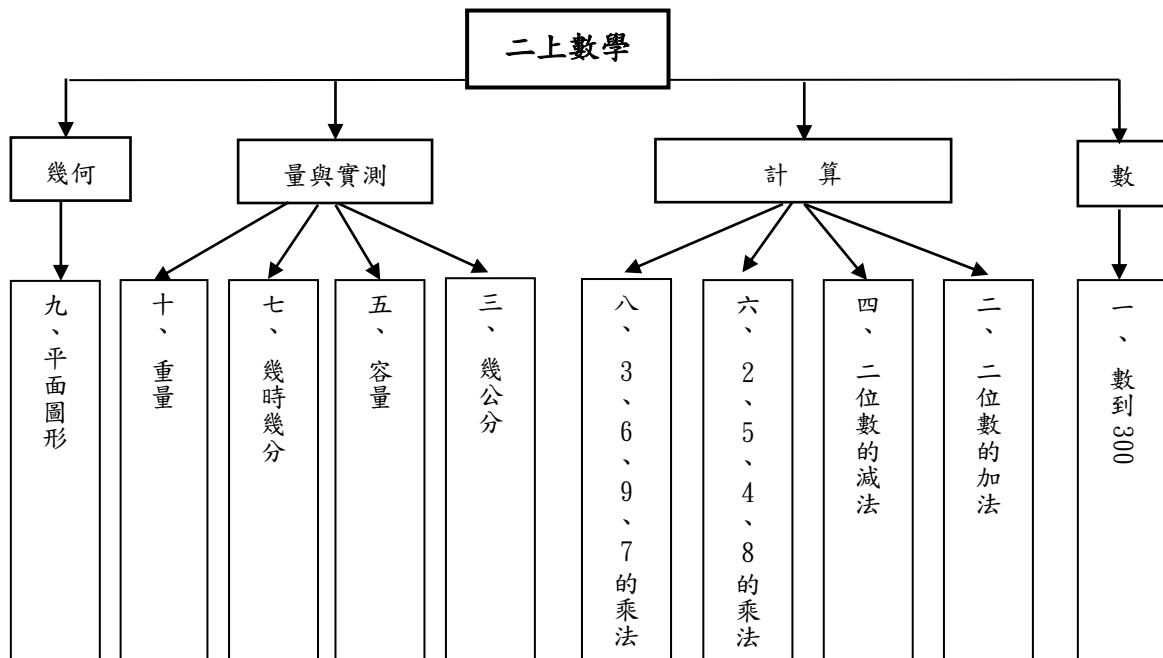 二上數學
幾何
量與實測
計 算
數
九、平面圖形
十、重量
七、幾時幾分
五、容量
三、幾公分
八、3、6、9、7的乘法
六、2、5、4、8的乘法
四、二位數的減法
二、二位數的加法
一、數到300